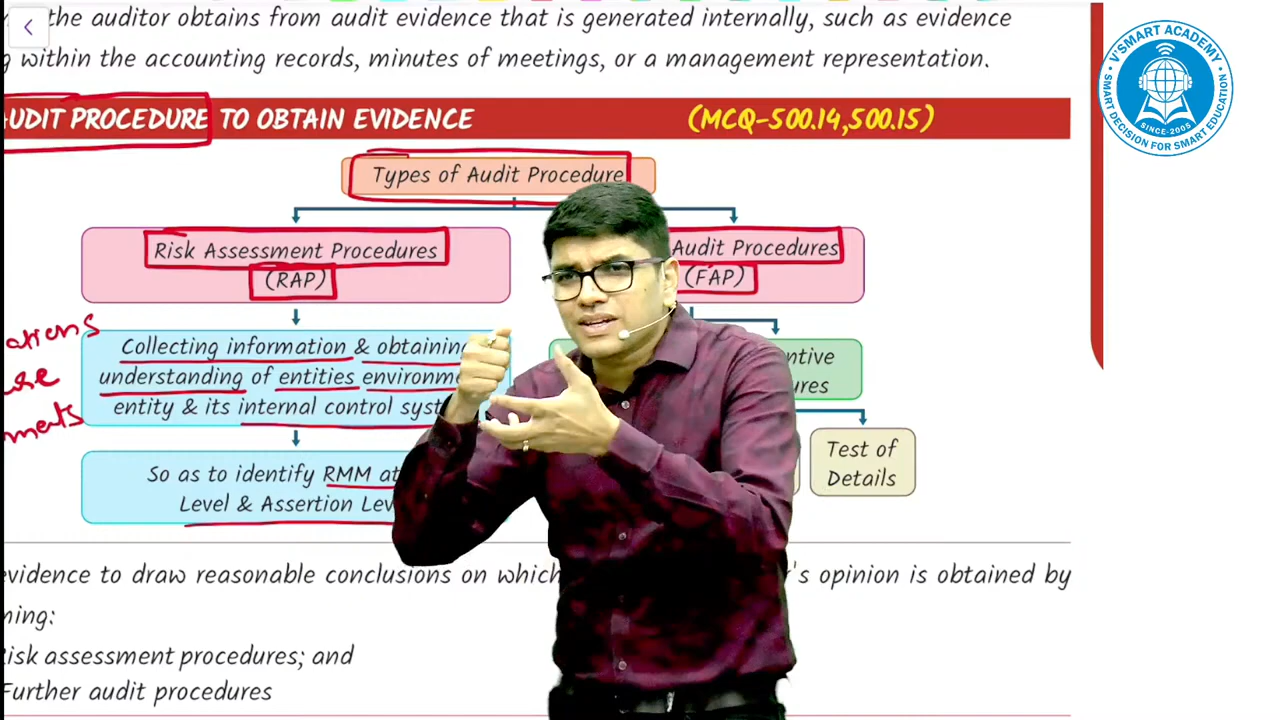 the auditor obtains from audit evidence that is generated internally, such as evidence
within the accounting records, minutes of meetings, or a management representation.
AUDIT PROCEDURE TO OBTAIN EVIDENCE (MCQ-500.14,500.15)
Types of Audit Procedure
Risk Assessment Procedures
(RAP)
Audit Procedures
(FAP)
Collecting information & obtaining
understanding of entities environme
entity & its internal control syst
So as to identify RMM at
Level & Assertion Lev
ntive
ures
Test of
Details
evidence to draw reasonable conclusions on which 's opinion is obtained by
ning:
isk assessment procedures; and
Further audit procedures
ations
ments
V'SMART ACADEMY
SINCE-2005
SMART DECISION FOR SMART EDUCATION